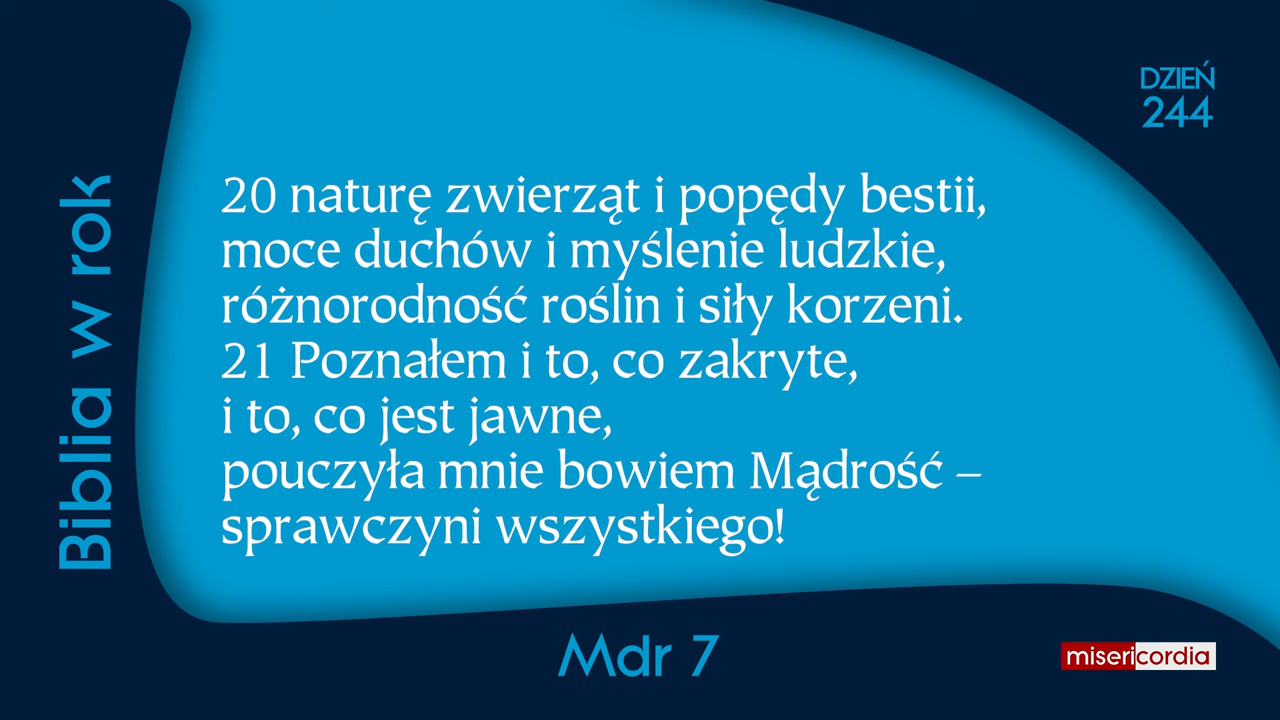 DZIEŃ
244
Biblia w rok
20 naturę zwierząt i popędy bestii,
moce duchów i myślenie ludzkie,
różnorodność roślin i siły korzeni.
21 Poznałem i to, co zakryte,
i to, co jest jawne,
pouczyła mnie bowiem Mądrość –
sprawczyni wszystkiego!
Mdr 7
misericordia